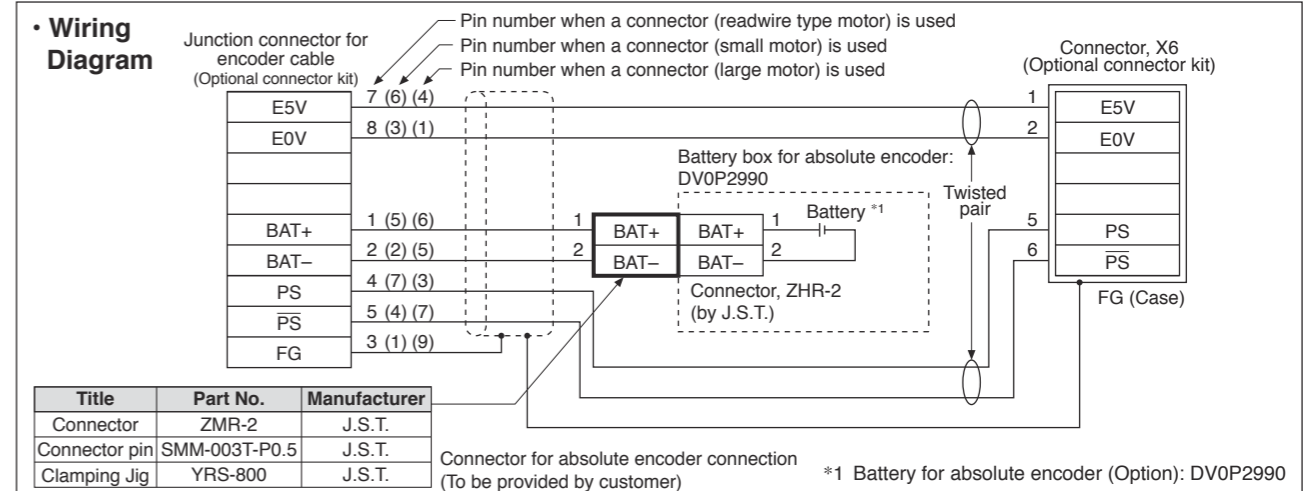 ・Wiring
Diagram
Junction connector for
encoder cable
(Optional connector kit)
Pin number when a connector (readwire type motor) is used
Pin number when a connector (small motor) is used
Pin number when a connector (large motor) is used
Connector, X6
(Optional connector kit)
E5V 7 (6) (4) 1 E5V
E0V 8 (3) (1) 2 E0V
Battery box for absolute encoder:
DV0P2990
Twisted
pair
BAT+ 1 (5) (6) 1 BAT+ BAT+ 1 Battery *1 5 PS
BAT– 2 (2) (5) 2 BAT– BAT– 2 6 P̅S̅
PS 4 (7) (3)
P̅S̅ 5 (4) (7)
FG 3 (1) (9)
Connector, ZHR-2
(by J.S.T.)
FG (Case)
Title Part No. Manufacturer
Connector ZMR-2 J.S.T.
Connector pin SMM-003T-P0.5 J.S.T.
Clamping Jig YRS-800 J.S.T.
Connector for absolute encoder connection
(To be provided by customer)
*1 Battery for absolute encoder (Option): DV0P2990